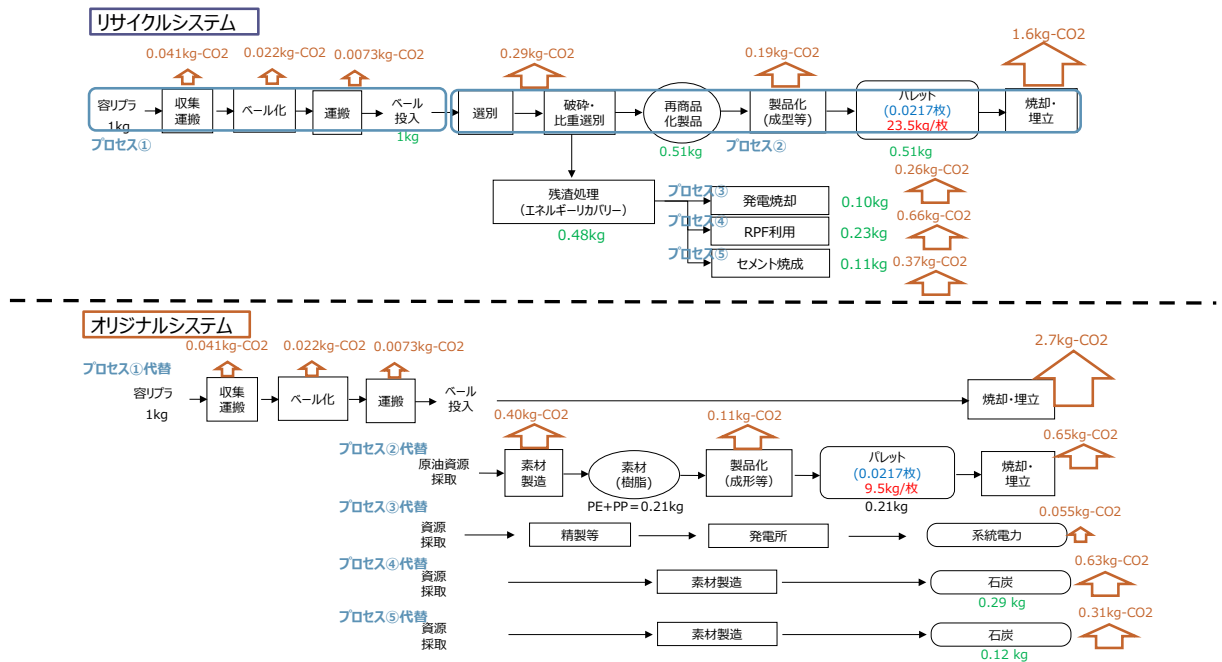 リサイクルシステム
0.041kg-CO2
0.022kg-CO2
0.0073kg-CO2
0.29kg-CO2
0.19kg-CO2
1.6kg-CO2
容リプラ
1kg
収集
運搬
ベール化
運搬
ベール
投入
1kg
選別
破砕・
比重選別
再商品
化製品
0.51kg
製品化
(成型等)
パレット
(0.0217枚)
23.5kg/枚
0.51kg
焼却・
埋立
プロセス①
プロセス②
残渣処理
(エネルギーリカバリー)
0.48kg
プロセス③
発電焼却
0.10kg
0.26kg-CO2
プロセス④
RPF利用
0.23kg
0.66kg-CO2
プロセス⑤
セメント焼成
0.11kg
0.37kg-CO2
オリジナルシステム
0.041kg-CO2
0.022kg-CO2
0.0073kg-CO2
2.7kg-CO2
プロセス①代替
容リプラ
1kg
収集
運搬
ベール化
運搬
ベール
投入
焼却・埋立
0.40kg-CO2
0.11kg-CO2
0.65kg-CO2
プロセス②代替
原油資源
採取
素材
製造
素材
(樹脂)
PE+PP=0.21kg
製品化
(成形等)
パレット
(0.0217枚)
9.5kg/枚
0.21kg
焼却・
埋立
プロセス③代替
資源
採取
精製等
発電所
系統電力
0.055kg-CO2
プロセス④代替
資源
採取
素材製造
石炭
0.29 kg
0.63kg-CO2
プロセス⑤代替
資源
採取
素材製造
石炭
0.12 kg
0.31kg-CO2